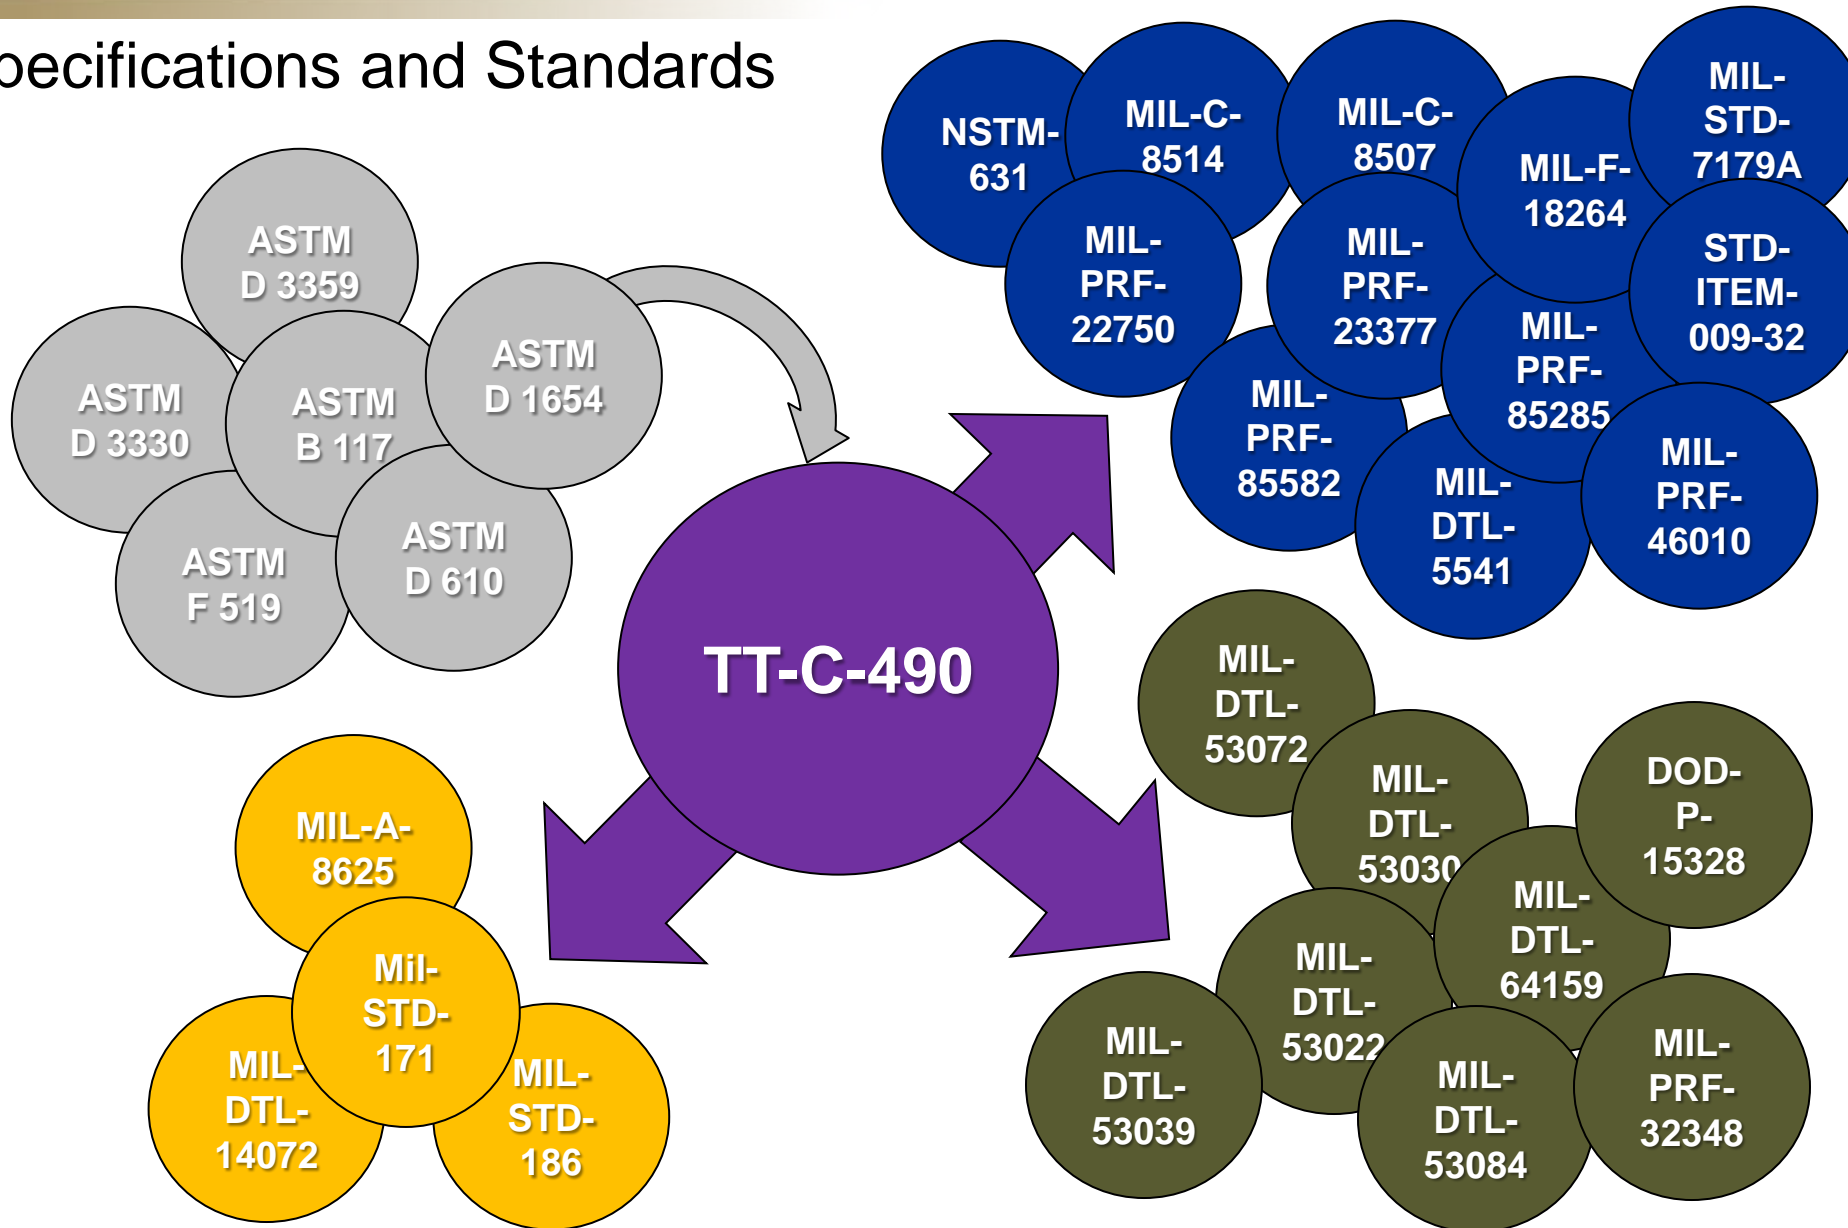 pecifications and Standards
ASTM
D 3359
ASTM
D 3330
ASTM
B 117
ASTM
D 1654
ASTM
F 519
ASTM
D 610
NSTM-
631
MIL-C-
8514
MIL-C-
8507
MIL-F-
18264
MIL-
STD-
7179A
MIL-
PRF-
22750
MIL-
PRF-
23377
STD-
ITEM-
009-32
MIL-
PRF-
85582
MIL-
PRF-
85285
MIL-
DTL-
5541
MIL-
PRF-
46010
TT-C-490
MIL-A-
8625
Mil-
STD-
171
MIL-
DTL-
14072
MIL-
STD-
186
MIL-
DTL-
53072
MIL-
DTL-
53030
DOD-
P-
15328
MIL-
DTL-
64159
MIL-
DTL-
53022
MIL-
DTL-
53039
MIL-
DTL-
53084
MIL-
PRF-
32348